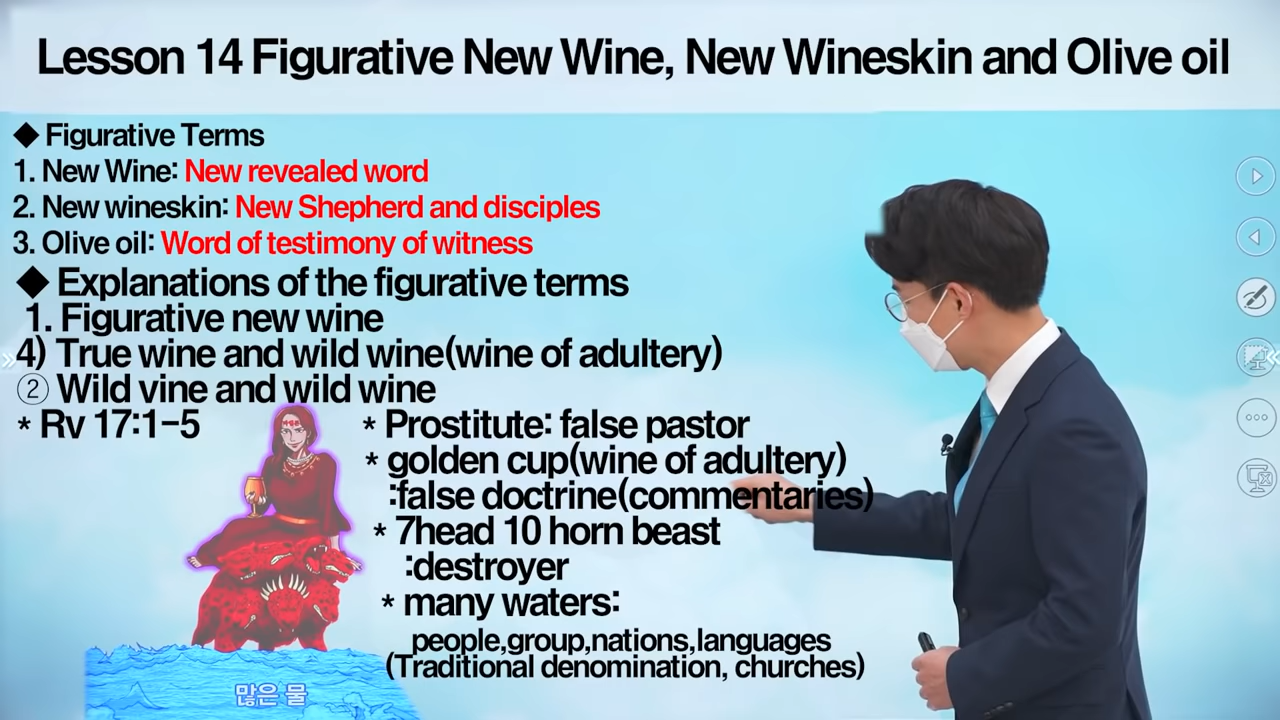 Lesson 14 Figurative New Wine, New Wineskin and Olive oil
◆ Figurative Terms
1. New Wine: New revealed word
2. New wineskin: New Shepherd and disciples
3. Olive oil: Word of testimony of witness
◆ Explanations of the figurative terms
1. Figurative new wine
4) True wine and wild wine(wine of adultery)
② Wild vine and wild wine
* Rv 17:1-5
* Prostitute: false pastor
* golden cup(wine of adultery)
:false doctrine(commentaries)
* 7head 10 horn beast
:destroyer
* many waters:
people,group,nations,languages
(Traditional denomination, churches)
많은 물